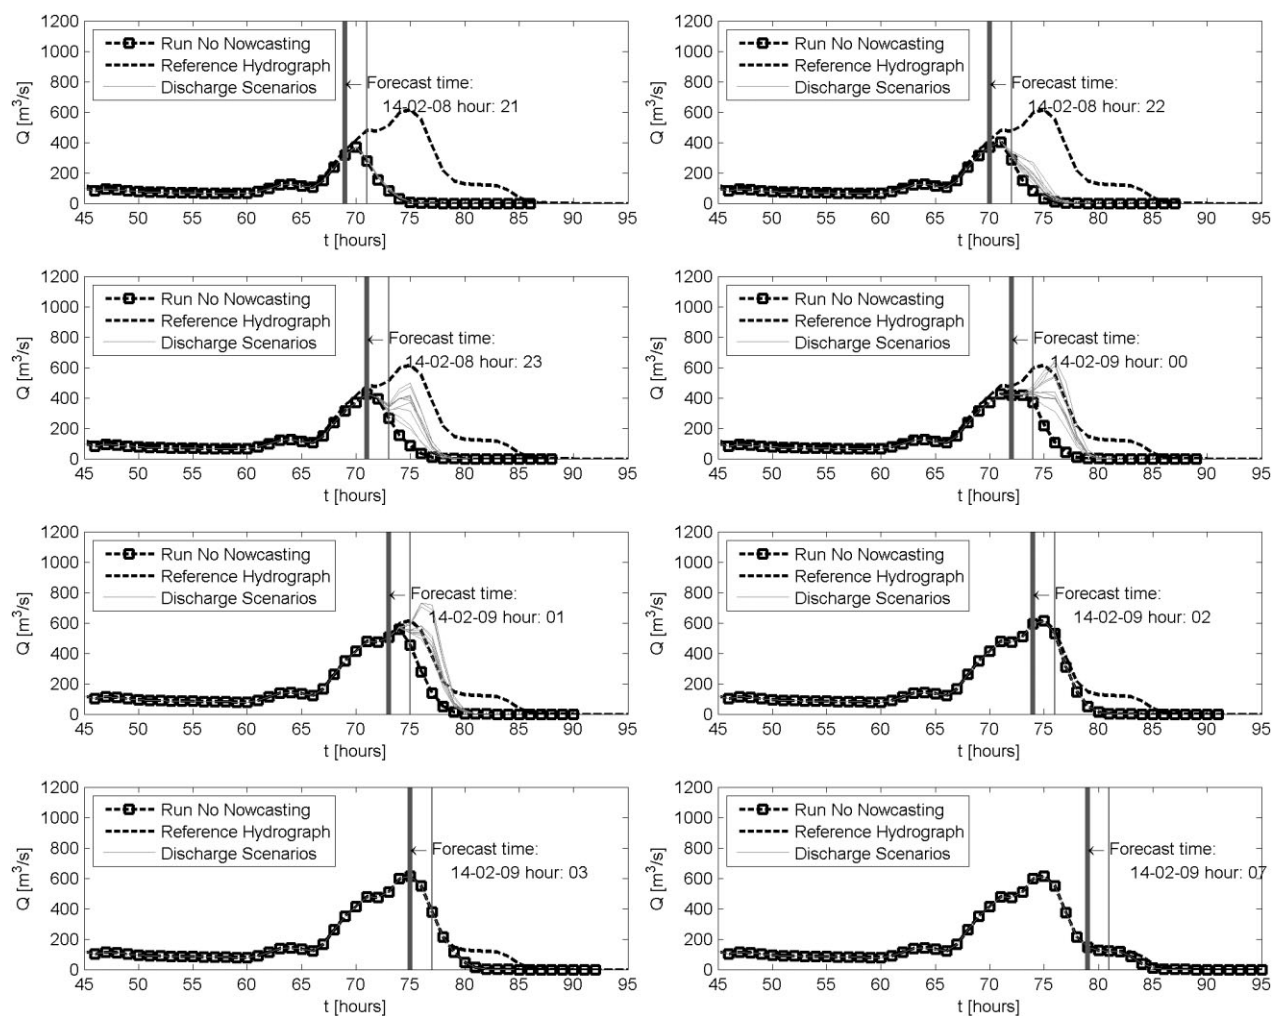 1200
1000
800
600
400
200
0
Q [m³/s]
Run No Nowcasting
Reference Hydrograph
Discharge Scenarios
← Forecast time:
14-02-08 hour: 21
45 50 55 60 65 70 75 80 85 90 95
t [hours]
1200
1000
800
600
400
200
0
Q [m³/s]
Run No Nowcasting
Reference Hydrograph
Discharge Scenarios
← Forecast time:
14-02-08 hour: 22
45 50 55 60 65 70 75 80 85 90 95
t [hours]
1200
1000
800
600
400
200
0
Q [m³/s]
Run No Nowcasting
Reference Hydrograph
Discharge Scenarios
← Forecast time:
14-02-08 hour: 23
45 50 55 60 65 70 75 80 85 90 95
t [hours]
1200
1000
800
600
400
200
0
Q [m³/s]
Run No Nowcasting
Reference Hydrograph
Discharge Scenarios
← Forecast time:
14-02-09 hour: 00
45 50 55 60 65 70 75 80 85 90 95
t [hours]
1200
1000
800
600
400
200
0
Q [m³/s]
Run No Nowcasting
Reference Hydrograph
Discharge Scenarios
← Forecast time:
14-02-09 hour: 01
45 50 55 60 65 70 75 80 85 90 95
t [hours]
1200
1000
800
600
400
200
0
Q [m³/s]
Run No Nowcasting
Reference Hydrograph
Discharge Scenarios
← Forecast time:
14-02-09 hour: 02
45 50 55 60 65 70 75 80 85 90 95
t [hours]
1200
1000
800
600
400
200
0
Q [m³/s]
Run No Nowcasting
Reference Hydrograph
Discharge Scenarios
← Forecast time:
14-02-09 hour: 03
45 50 55 60 65 70 75 80 85 90 95
t [hours]
1200
1000
800
600
400
200
0
Q [m³/s]
Run No Nowcasting
Reference Hydrograph
Discharge Scenarios
← Forecast time:
14-02-09 hour: 07
45 50 55 60 65 70 75 80 85 90 95
t [hours]